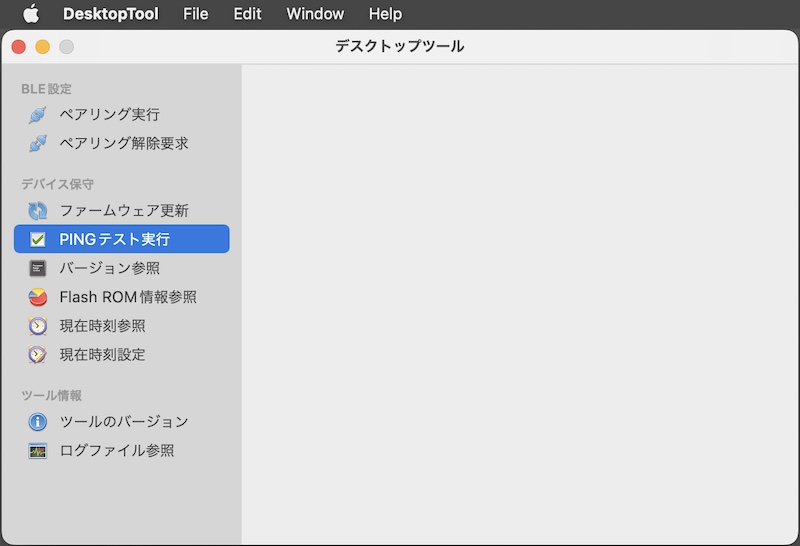 DesktopTool File Edit Window Help
デスクトップツール
BLE設定
ペアリング実行
ペアリング解除要求
デバイス保守
ファームウェア更新
PINGテスト実行
バージョン参照
Flash ROM情報参照
現在時刻参照
現在時刻設定
ツール情報
ツールのバージョン
ログファイル参照